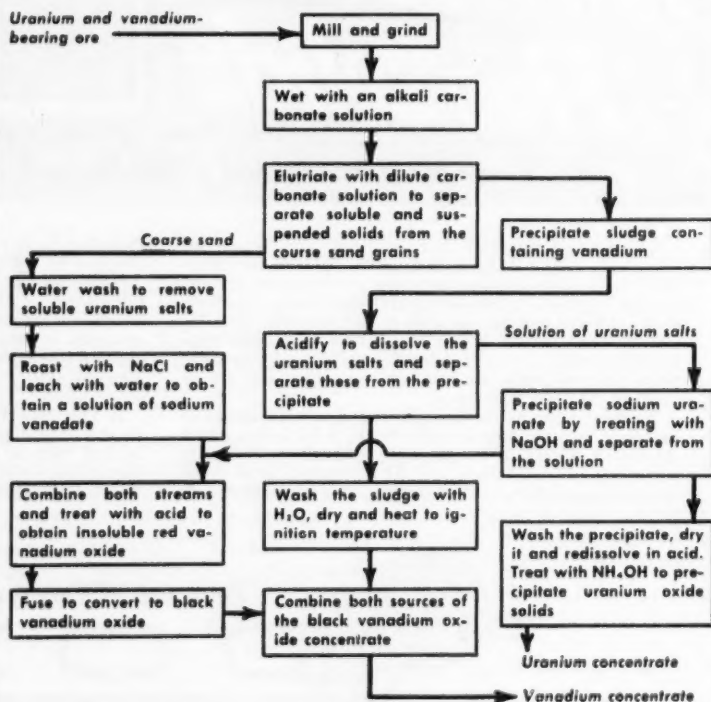 Uranium and vanadium-
bearing ore
Mill and grind
Wet with an alkali car-
bonate solution
Elutriate with dilute car-
bonate solution to sep-
arate soluble and sus-
pended solids from the
course sand grains
Coarse sand
Precipitate sludge con-
taining vanadium
Water wash to remove
soluble uranium salts
Acidify to dissolve the
uranium salts and sep-
arate these from the pre-
cipitate
Solution of uranium salts
Roast with NaCl and
leach with water to ob-
tain a solution of sodium
vanadate
Precipitate sodium ura-
nate by treating with
NaOH and separate from
the solution
Combine both streams
and treat with acid to
obtain insoluble red va-
nadium oxide
Wash the sludge with
H₂O, dry and heat to ig-
nition temperature
Wash the precipitate, dry
it and redissolve in acid.
Treat with NH₄OH to pre-
cipitate uranium oxide
solids
Fuse to convert to black
vanadium oxide
Combine both sources of
the black vanadium ox-
ide concentrate
Uranium concentrate
Vanadium concentrate